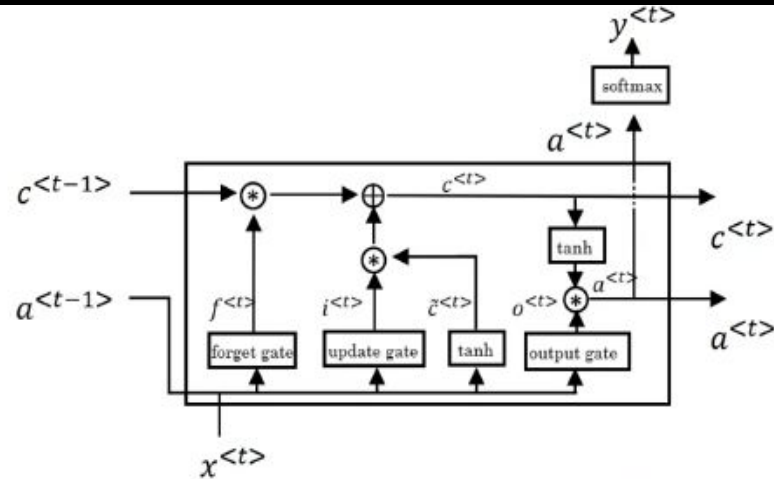 y<t>
softmax
a<t>
c<t-1>
c<t>
c<t>
tanh
a<t-1>
f<t>
i<t>
c̃<t>
o<t>
a<t>
a<t>
forget gate
update gate
tanh
output gate
x<t>